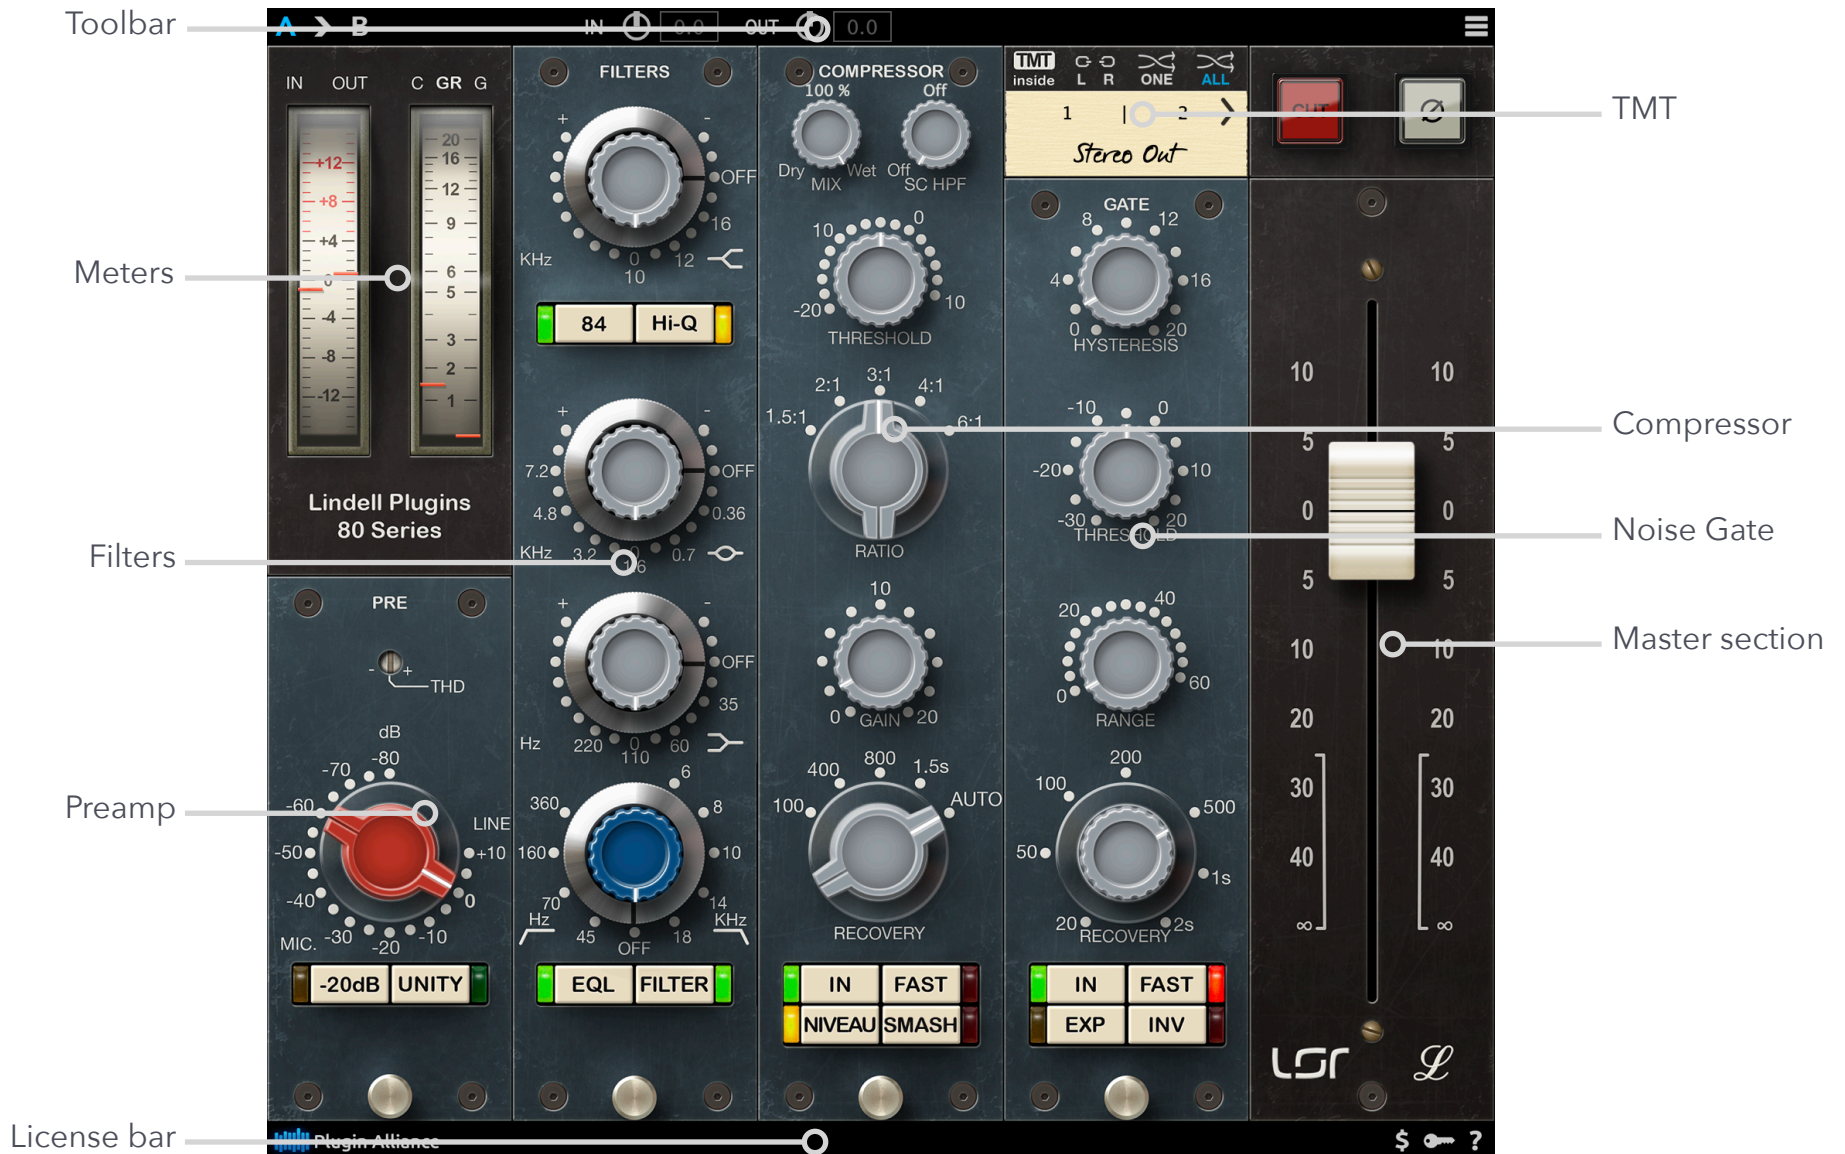 Toolbar
A B IN 0.0 OUT 0.0
Meters
Filters
Preamp
License bar
TMT
Compressor
Noise Gate
Master section
IN OUT C GR G
+12
+8
+4
0
-4
-8
-12
20
16
12
9
6
5
3
2
1
Lindell Plugins
80 Series
PRE
- +
THD
dB
-80
-70
-60
-50
-40
-30
-20
-10
0
+10
LINE
MIC.
-20dB UNITY
FILTERS
+ -
OFF
16
12
0
10
KHz
84 Hi-Q
+ -
OFF
7.2
4.8 0.36
KHz 3.2 0 0.7
1.6
+ -
OFF
35
Hz 220 0 60
110
6
360 8
160 10
70 14
Hz KHz
45 18
OFF
EQL FILTER
COMPRESSOR
100 % Off
Dry Wet Off
MIX SC HPF
0
10
10
-20
THRESHOLD
3:1
2:1 4:1
1.5:1 6:1
RATIO
10
0 GAIN 20
800
400 1.5s
100 AUTO
RECOVERY
IN FAST
NIVEAU SMASH
TMT
inside L R ONE ALL
1 | 2
Stereo Out
GATE
8 12
4 16
0 20
HYSTERESIS
-10 0
-20 10
-30 20
THRESHOLD
20 40
0 60
RANGE
200
100 500
50 1s
20 2s
RECOVERY
IN FAST
EXP INV
CUT Ø
10 10
5 5
0 0
5 5
10 10
20 20
30 30
40 40
∞ ∞
LSR L
Plugin Alliance $ ?